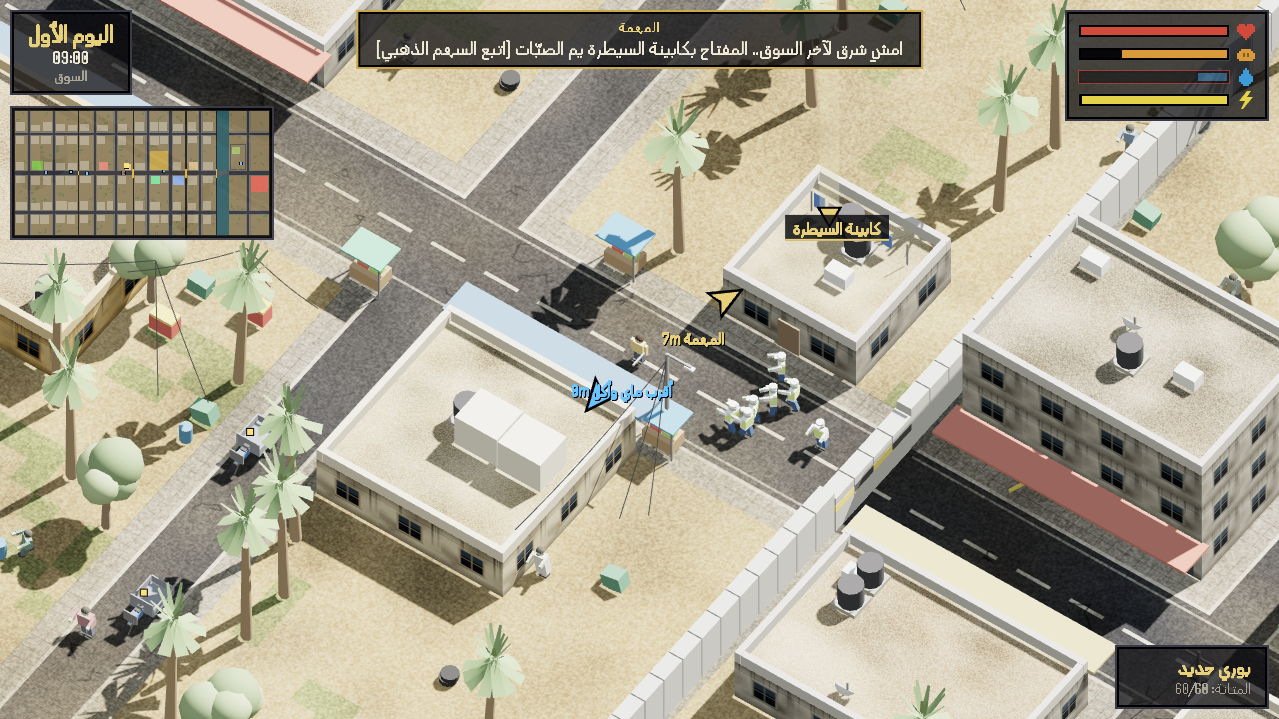 اليوم الأول
09:00
السوق
المهمة
امشِ شرق لآخر السوق.. المفتاح بكابينة السيطرة يم الصبّات [اتبع السهم الذهبي]
كابينة السيطرة
المهمة 7m
أقرب ماي وأكل 8m
بوري حديد
المتانة: 60/60